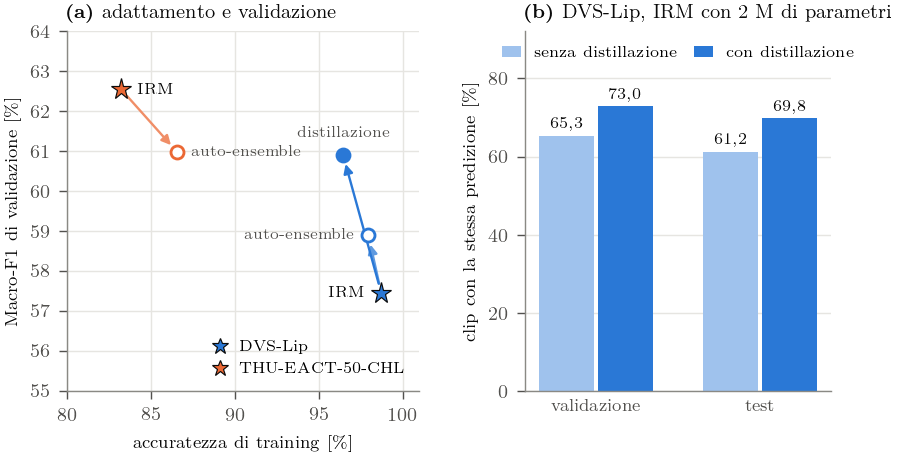 (a) adattamento e validazione
Macro-F1 di validazione [%]
64
63
62
61
60
59
58
57
56
55
IRM
auto-ensemble
distillazione
auto-ensemble
IRM
DVS-Lip
THU-EACT-50-CHL
80 85 90 95 100
accuratezza di training [%]
(b) DVS-Lip, IRM con 2 M di parametri
senza distillazione con distillazione
clip con la stessa predizione [%]
80
60
40
20
0
65,3 73,0 61,2 69,8
validazione test